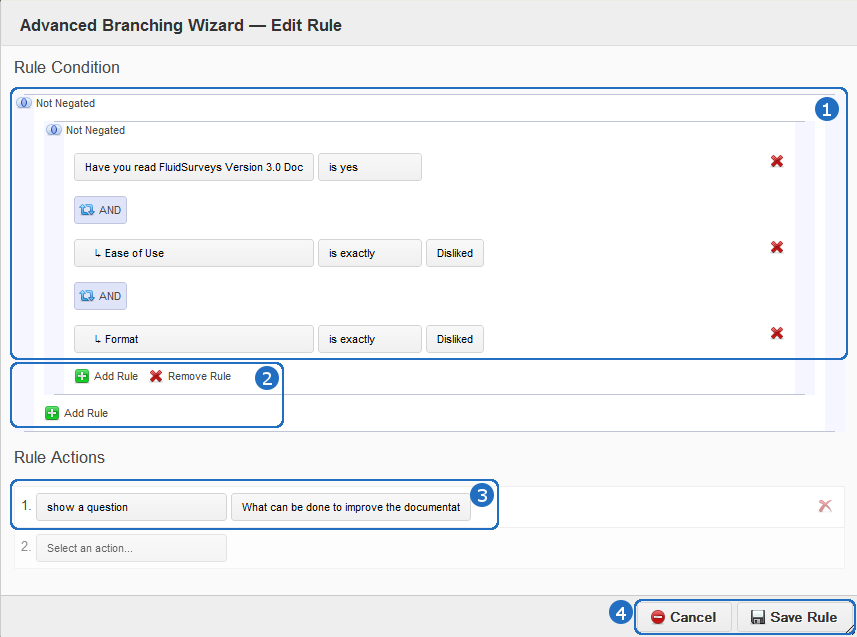 Advanced Branching Wizard — Edit Rule
Rule Condition
Not Negated
1
Not Negated
Have you read FluidSurveys Version 3.0 Doc is yes
AND
↳ Ease of Use is exactly Disliked
AND
↳ Format is exactly Disliked
Add Rule Remove Rule 2
Add Rule
Rule Actions
1. show a question What can be done to improve the documentat 3
2. Select an action...
4 Cancel Save Rule